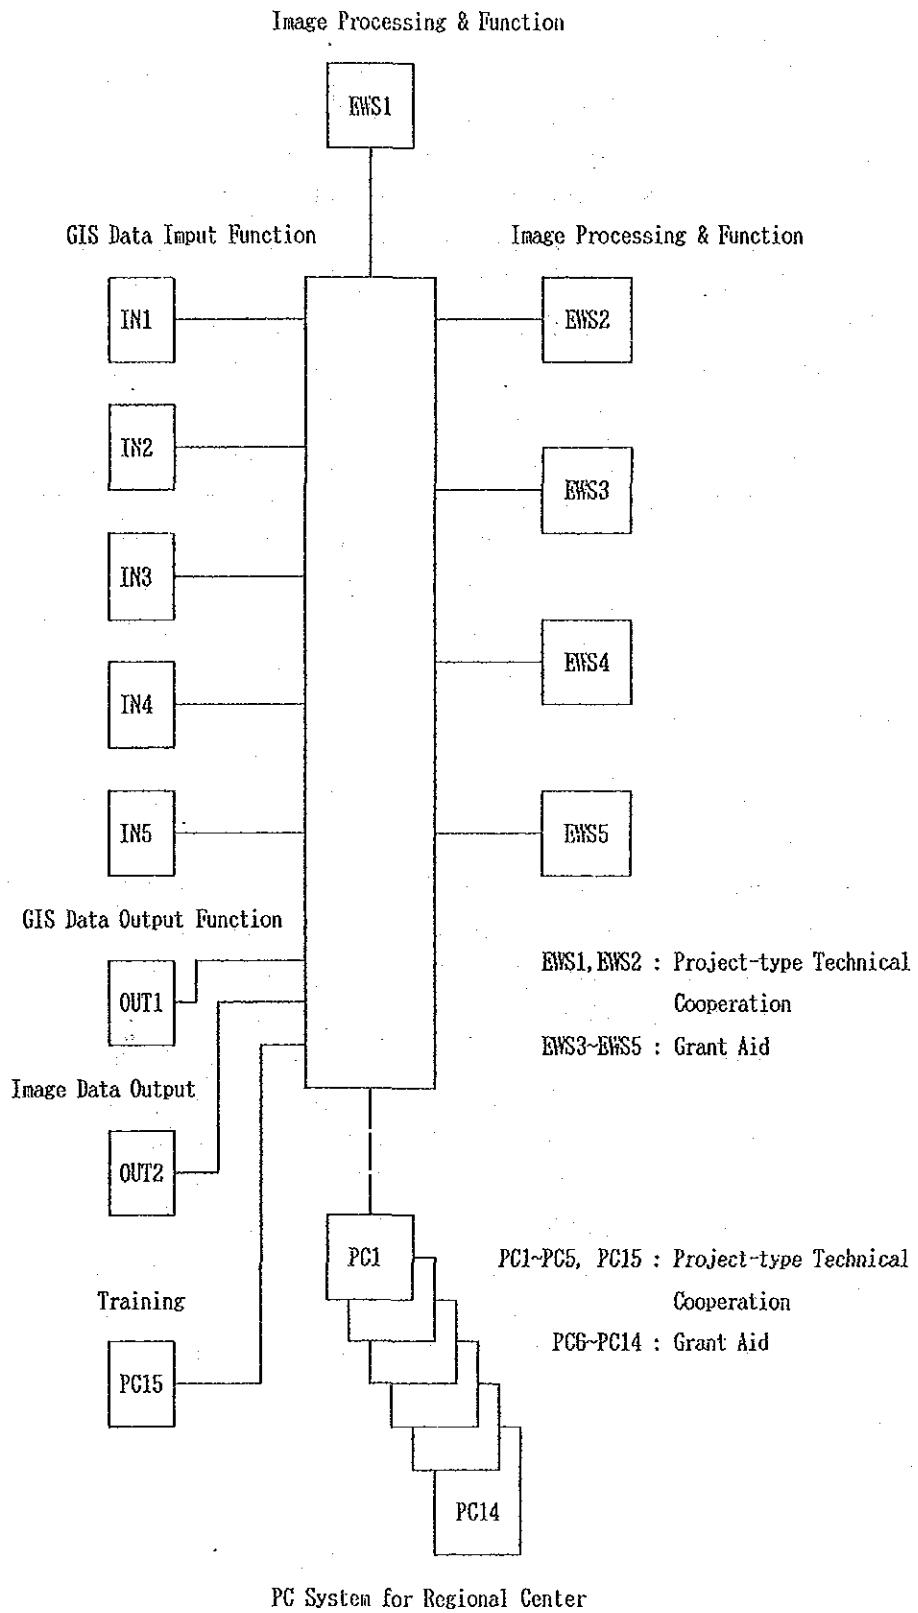 Image Processing & Function
EWS1
GIS Data Imput Function
Image Processing & Function
IN1
EWS2
IN2
EWS3
IN3
EWS4
IN4
IN5
EWS5
GIS Data Output Function
OUT1
EWS1, EWS2 : Project-type Technical
Cooperation
EWS3~EWS5 : Grant Aid
Image Data Output
OUT2
PC1
PC1~PC5, PC15 : Project-type Technical
Cooperation
PC6~PC14 : Grant Aid
Training
PC15
PC14
PC System for Regional Center